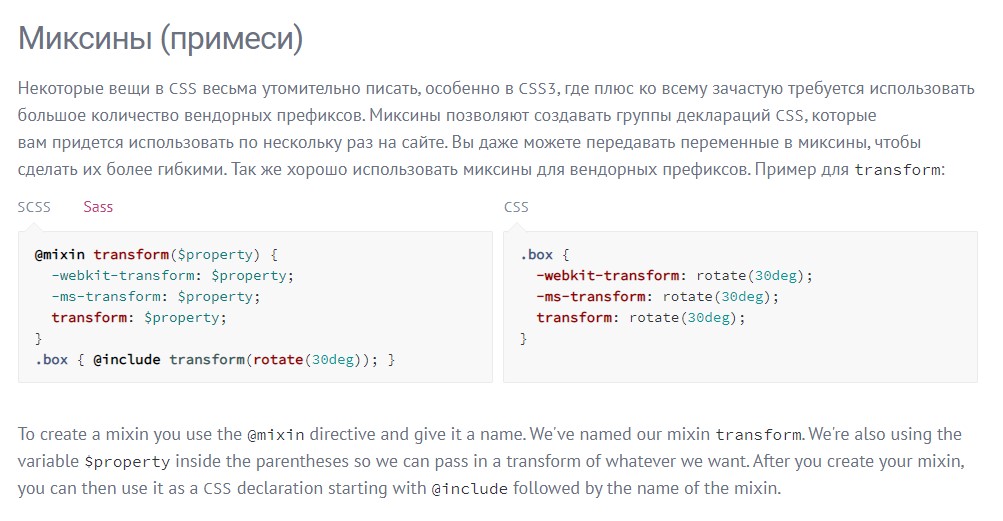 Миксины (примеси)
Некоторые вещи в CSS весьма утомительно писать, особенно в CSS3, где плюс ко всему зачастую требуется использовать
большое количество вендорных префиксов. Миксины позволяют создавать группы деклараций CSS, которые
вам придется использовать по нескольку раз на сайте. Вы даже можете передавать переменные в миксины, чтобы
сделать их более гибкими. Так же хорошо использовать миксины для вендорных префиксов. Пример для transform:
SCSS Sass
@mixin transform($property) {
  -webkit-transform: $property;
  -ms-transform: $property;
  transform: $property;
}
.box { @include transform(rotate(30deg)); }
CSS
.box {
  -webkit-transform: rotate(30deg);
  -ms-transform: rotate(30deg);
  transform: rotate(30deg);
}
To create a mixin you use the @mixin directive and give it a name. We've named our mixin transform. We're also using the
variable $property inside the parentheses so we can pass in a transform of whatever we want. After you create your mixin,
you can then use it as a CSS declaration starting with @include followed by the name of the mixin.